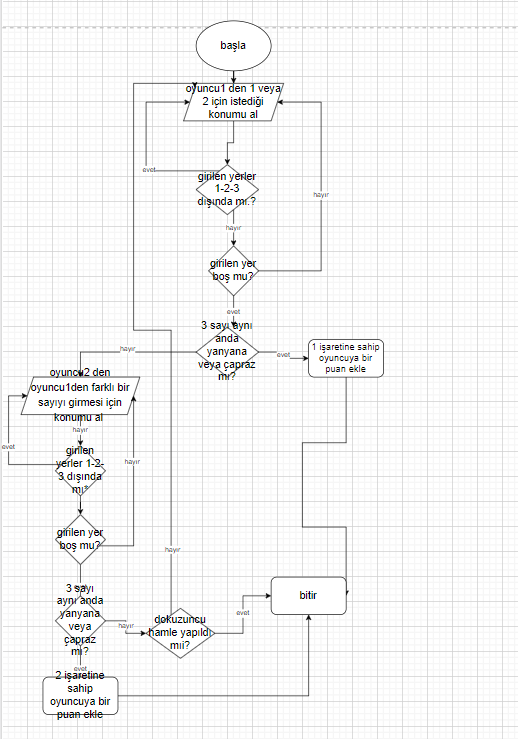 başla
oyuncu1 den 1 veya
2 için istediği
konumu al
evet
girilen yerler
1-2-3
dışında mı.?
hayır
hayır
girilen yer
boş mu?
evet
3 sayı aynı
anda
yanyana
veya çapraz
mı?
hayır
evet
1 işaretine sahip
oyuncuya bir
puan ekle
oyuncu2 den
oyuncu1den farklı bir
sayıyı girmesi için
konumu al
hayır
evet
girilen
yerler 1-2-
3 dışında
mı*
hayır
girilen yer
boş mu?
hayır
3 sayı
aynı anda
yanyana
veya
çapraz
mı?
hayır
dokuzuncu
hamle yapıldı
mıi?
evet
bitir
evet
2 işaretine
sahip
oyuncuya bir
puan ekle